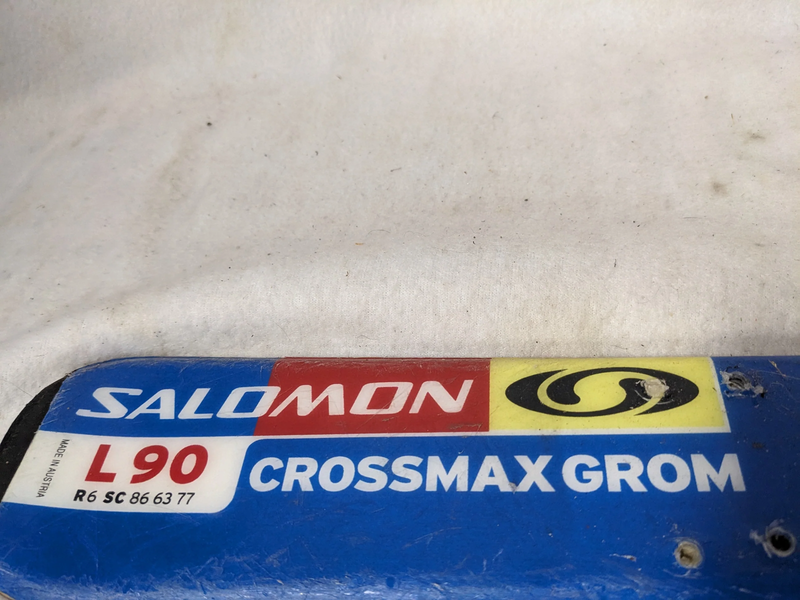 SALOMON
MADE IN AUSTRIA
L 90
R6 SC 86 63 77
CROSSMAX GROM